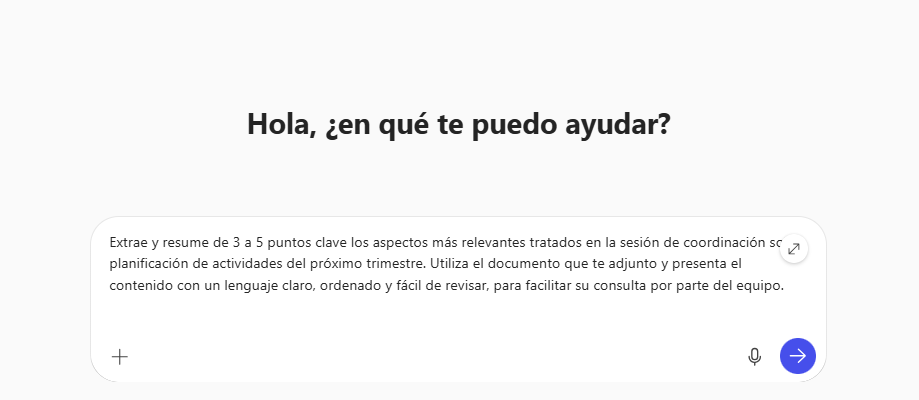 Hola, ¿en qué te puedo ayudar?
Extrae y resume de 3 a 5 puntos clave los aspectos más relevantes tratados en la sesión de coordinación
planificación de actividades del próximo trimestre. Utiliza el documento que te adjunto y presenta el
contenido con un lenguaje claro, ordenado y fácil de revisar, para facilitar su consulta por parte del equipo.